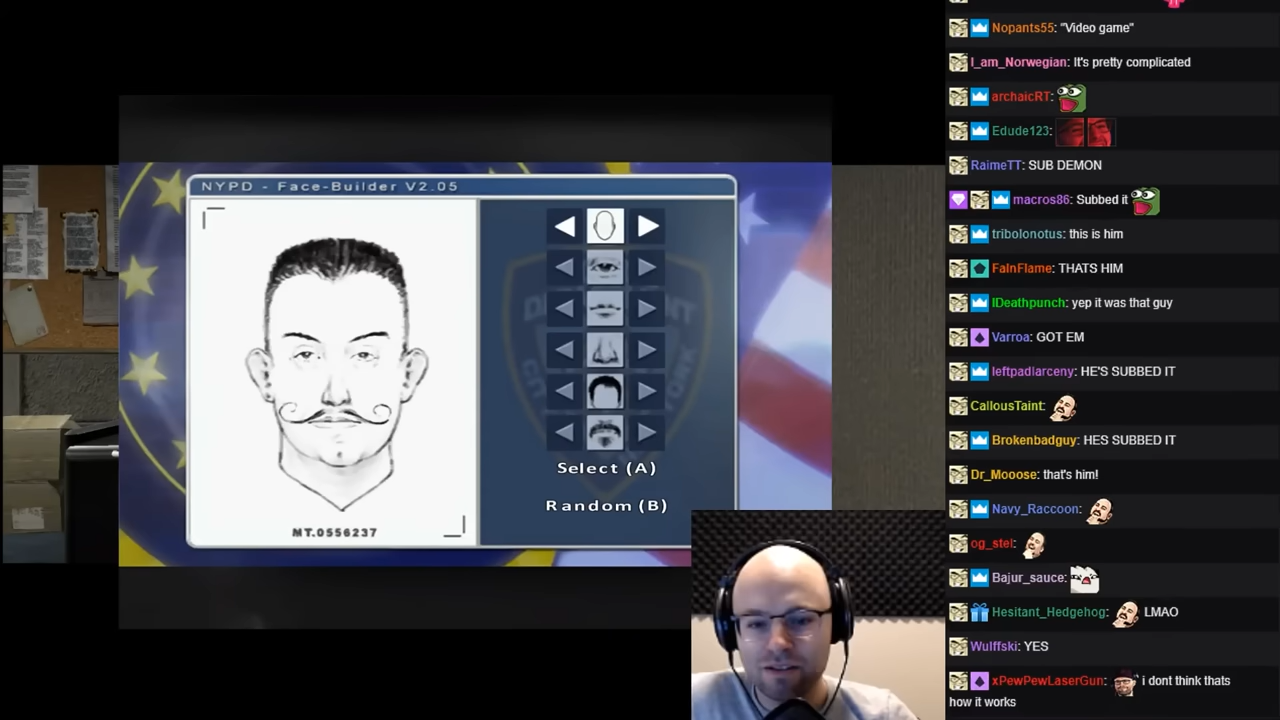 NYPD - Face-Builder V2.05
Select (A)
Random (B)
MT.0556237
Nopants55: "Video game"
I_am_Norwegian: It's pretty complicated
archaicRT:
Edude123:
RaimeTT: SUB DEMON
macros86: Subbed it
tribolonotus: this is him
FalnFlame: THATS HIM
IDeathpunch: yep it was that guy
Varroa: GOT EM
leftpadlarceny: HE'S SUBBED IT
CallousTaint:
Brokenbadguy: HES SUBBED IT
Dr_Mooose: that's him!
Navy_Raccoon:
og_stel:
Bajur_sauce:
Hesitant_Hedgehog: LMAO
Wulffski: YES
xPewPewLaserGun: i dont think thats
how it works